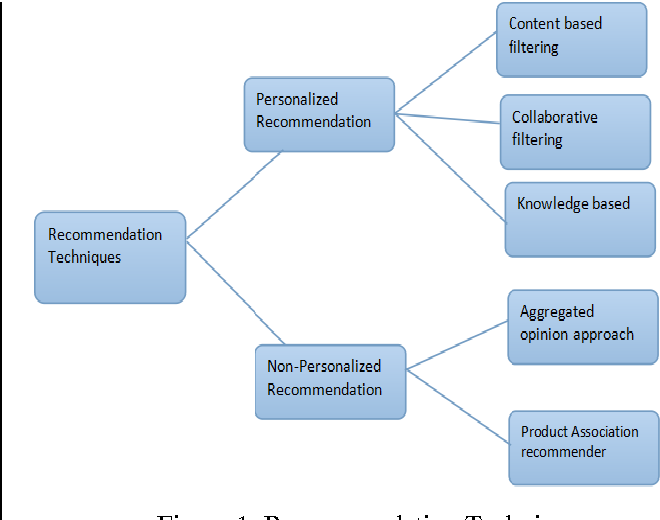 Content based
filtering
Personalized
Recommendation
Collaborative
filtering
Knowledge based
Recommendation
Techniques
Aggregated
opinion approach
Non-Personalized
Recommendation
Product Association
recommender